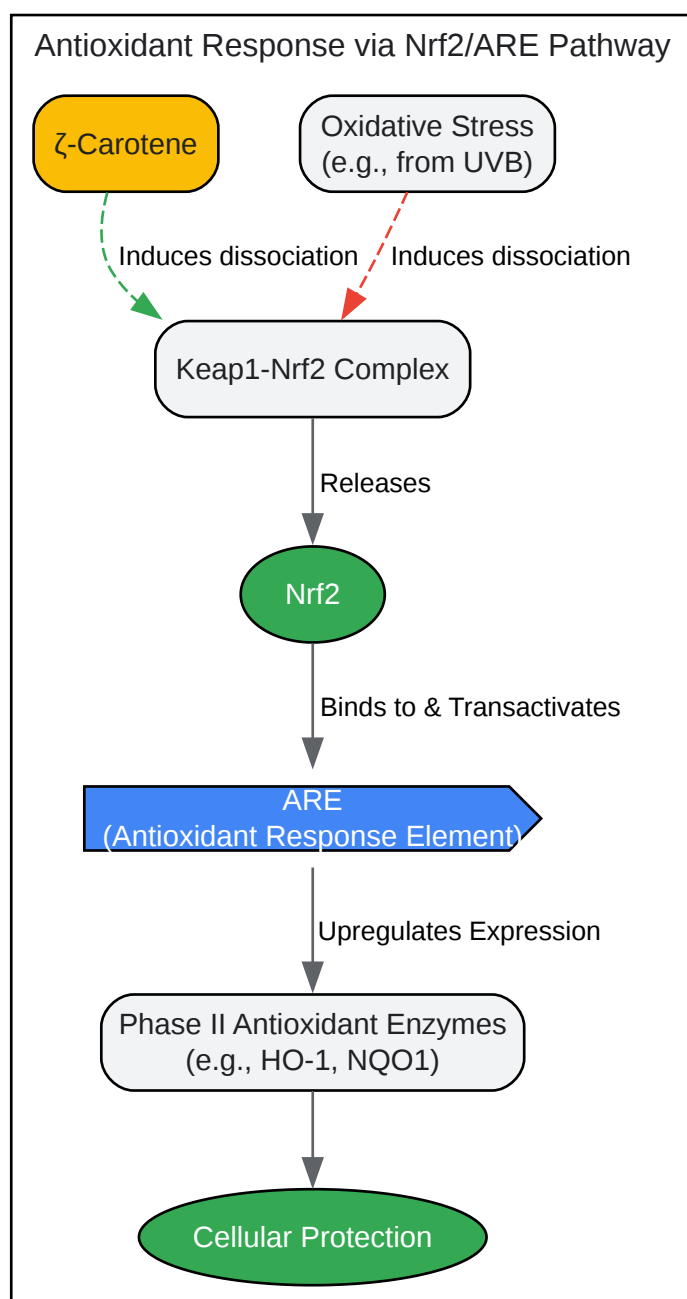 Antioxidant Response via Nrf2/ARE Pathway
ζ-Carotene
Oxidative Stress
(e.g., from UVB)
Induces dissociation
Induces dissociation
Keap1-Nrf2 Complex
Releases
Nrf2
Binds to & Transactivates
ARE
(Antioxidant Response Element)
Upregulates Expression
Phase II Antioxidant Enzymes
(e.g., HO-1, NQO1)
Cellular Protection